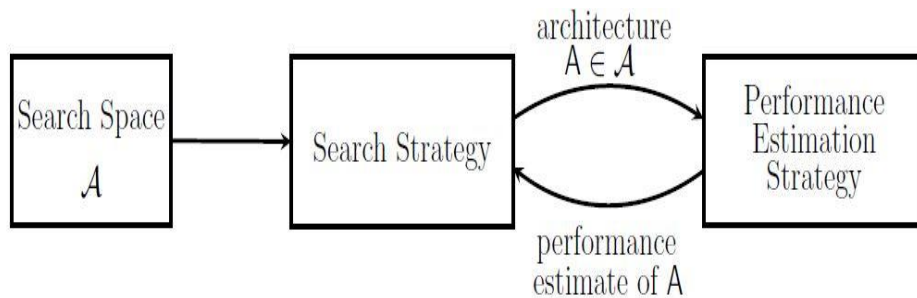 Search Space
𝒜
Search Strategy
architecture
A ∈ 𝒜
performance
estimate of A
Performance
Estimation
Strategy